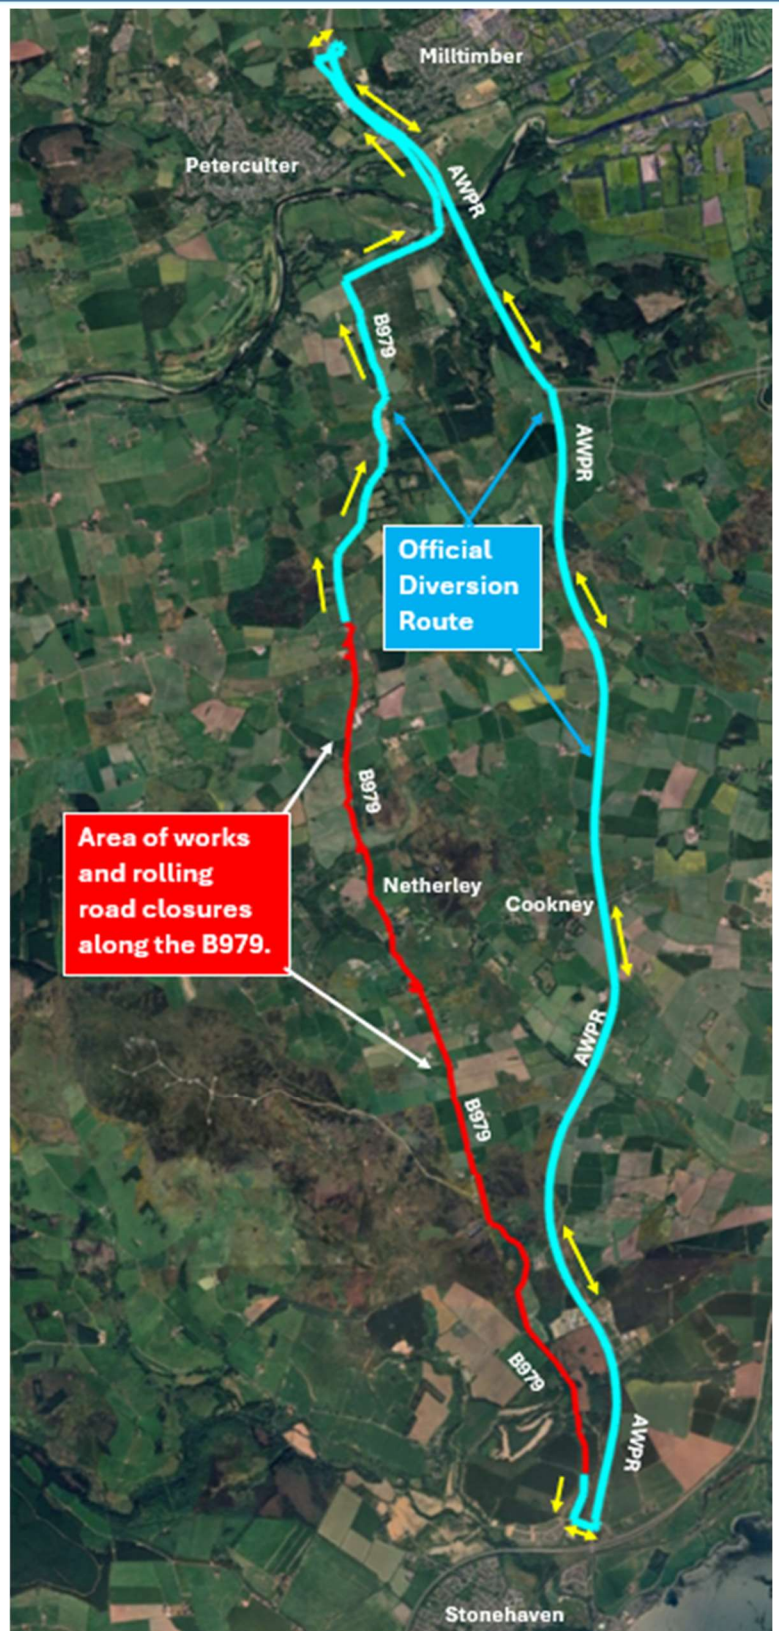 Milltimber
Peterculter
AWPR
B979
AWPR
Official
Diversion
Route
B979
Area of works
and rolling
road closures
along the B979.
Netherley
Cookney
AWPR
B979
B979
AWPR
Stonehaven